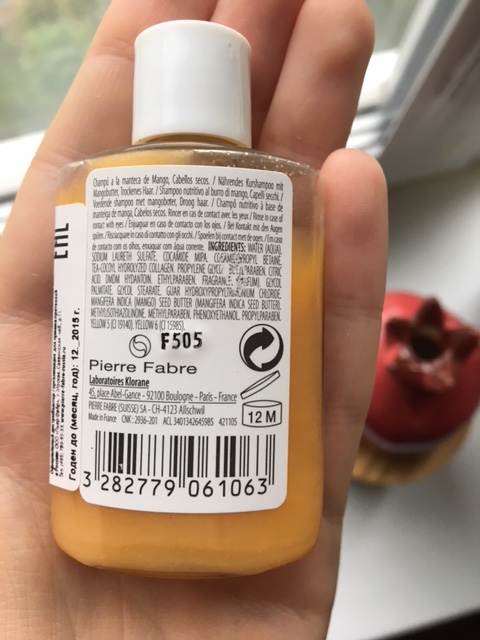 Champú a la manteca de Mango, Cabellos secos. / Nährendes Kurshampoo mit
Mangobutter, Trockenes Haar. / Shampoo nutritivo al burro di mango, Capelli secchi. /
Voedende shampoo met mangoboter, Droog haar. / Champô nutritivo à base de
manteiga de manga, Cabelos secos. Rincer en cas de contact avec les yeux. / Rinse in case of
contact with eyes. / Enjuagar en caso de contacto con los ojos. / Bei Kontakt mit den Augen
spülen. / Risciacquare in caso di contatto con gli occhi. / Spoelen bij contact met de ogen. / Em caso
de contacto com os olhos, enxaguar com água corrente. INGREDIENTS: WATER (AQUA),
SODIUM LAURETH SULFATE, COCAMIDE MIPA, BETAINE,
TEA-COCOYL HYDROLYZED COLLAGEN, PROPYLENE GLYCOL, CITRIC
ACID, DMDM HYDANTOIN, ETHYLPARABEN, FRAGRANCE GLYCOL
PALMITATE, GLYCOL STEARATE, GUAR CHLORIDE,
MANGIFERA INDICA (MANGO) SEED BUTTER (MANGIFERA INDICA SEED BUTTER),
METHYLISOTHIAZOLINONE, METHYLPARABEN, PHENOXYETHANOL, PROPYLPARABEN,
YELLOW 5 (CI 19140), YELLOW 6 (CI 15985).
F505
Pierre Fabre
Laboratoires Klorane
45, place Abel-Gance - 92100 Boulogne - Paris - France
PIERRE FABRE (SUISSE) SA - CH-4123 Allschwil
Made in France CNK : 2936-201 ACL 3401342645985 421105
12 M
3 282779 061063
EAC
Годен до (месяц, год): 12. 2015 г.